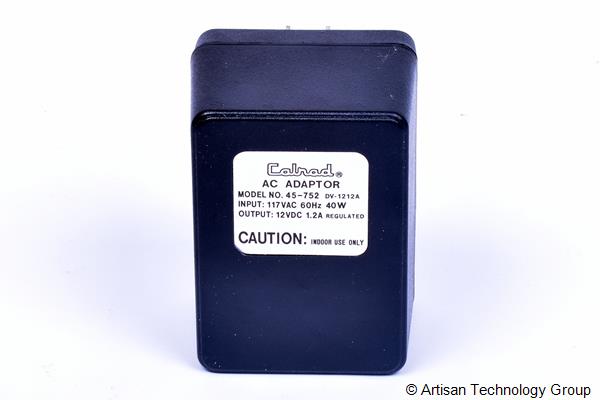 Calrad®
AC ADAPTOR
MODEL NO. 45-752 DV-1212A
INPUT: 117VAC 60Hz 40W
OUTPUT: 12VDC 1.2A REGULATED
CAUTION: INDOOR USE ONLY
© Artisan Technology Group